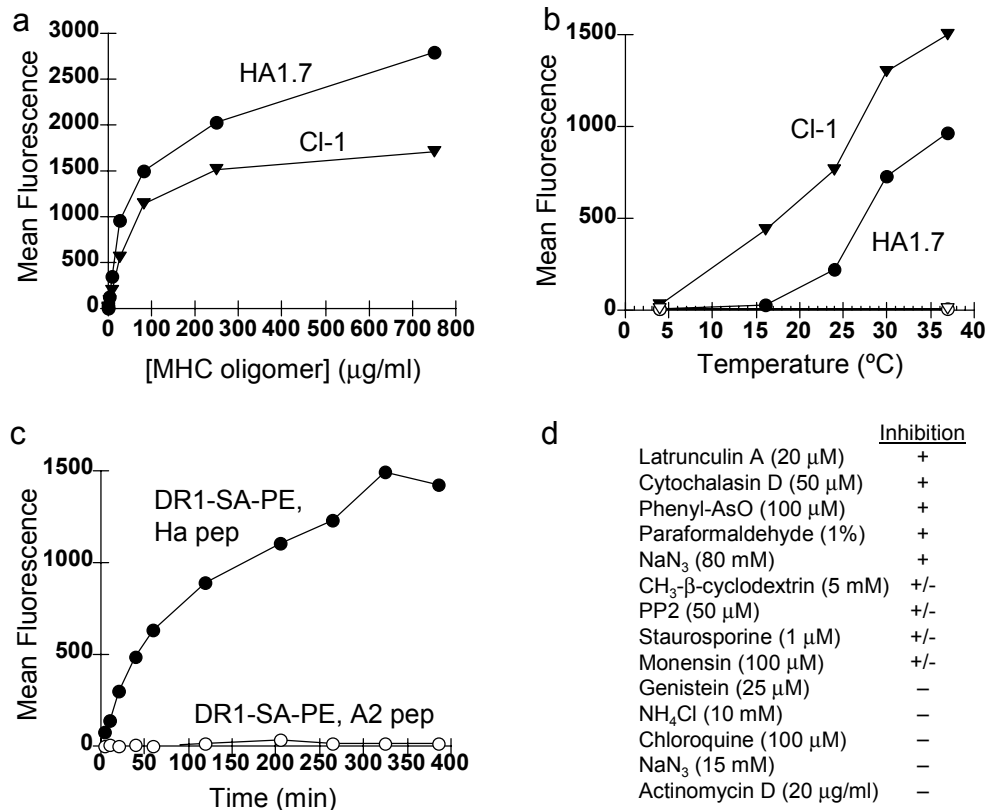 a
3000
2500
2000
1500
1000
500
0
Mean Fluorescence
HA1.7
Cl-1
0 100 200 300 400 500 600 700 800
[MHC oligomer] (μg/ml)
b
1500
1000
500
0
Mean Fluorescence
Cl-1
HA1.7
0 5 10 15 20 25 30 35 40
Temperature (ºC)
c
1500
1000
500
0
Mean Fluorescence
DR1-SA-PE,
Ha pep
DR1-SA-PE, A2 pep
0 50 100 150 200 250 300 350 400
Time (min)
d
Inhibition
Latrunculin A (20 μM) +
Cytochalasin D (50 μM) +
Phenyl-AsO (100 μM) +
Paraformaldehyde (1%) +
NaN₃ (80 mM) +
CH₃-β-cyclodextrin (5 mM) +/-
PP2 (50 μM) +/-
Staurosporine (1 μM) +/-
Monensin (100 μM) +/-
Genistein (25 μM) –
NH₄Cl (10 mM) –
Chloroquine (100 μM) –
NaN₃ (15 mM) –
Actinomycin D (20 μg/ml) –